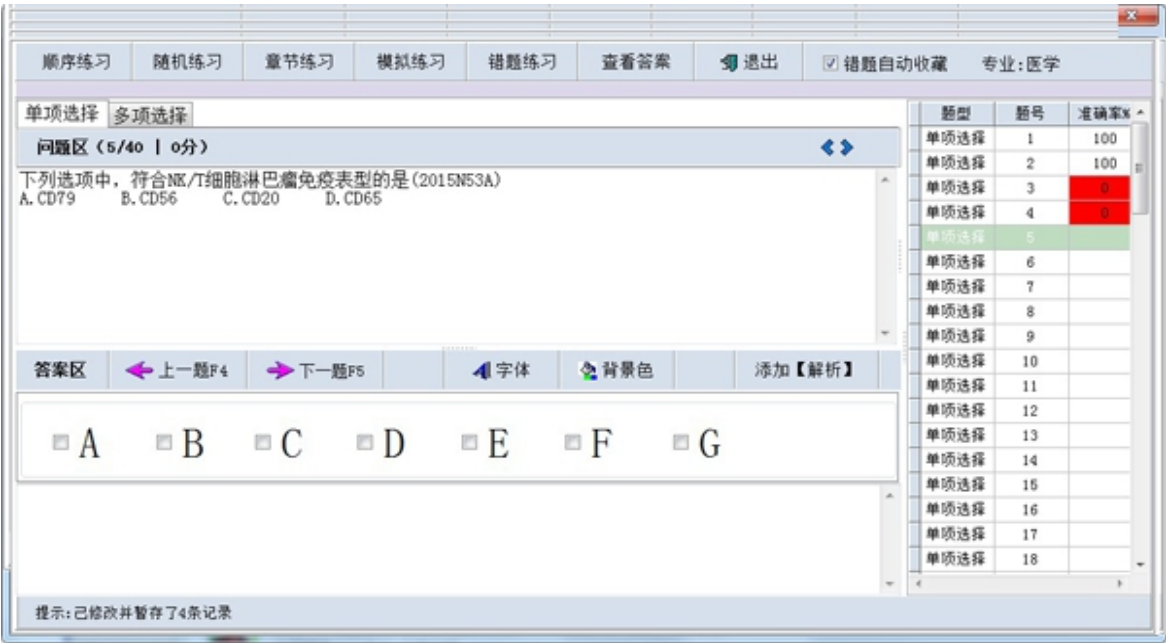 顺序练习 随机练习 章节练习 模拟练习 错题练习 查看答案 退出 错题自动收藏 专业:医学
单项选择 多项选择
问题区（5/40 | 0分）
下列选项中，符合NK/T细胞淋巴瘤免疫表型的是(2015N53A)
A.CD79 B.CD56 C.CD20 D.CD65
答案区 上一题F4 下一题F5 字体 背景色 添加【解析】
A B C D E F G
提示:已修改并暂存了4条记录
题型 题号 准确率%
单项选择 1 100
单项选择 2 100
单项选择 3 0
单项选择 4 0
单项选择 5
单项选择 6
单项选择 7
单项选择 8
单项选择 9
单项选择 10
单项选择 11
单项选择 12
单项选择 13
单项选择 14
单项选择 15
单项选择 16
单项选择 17
单项选择 18